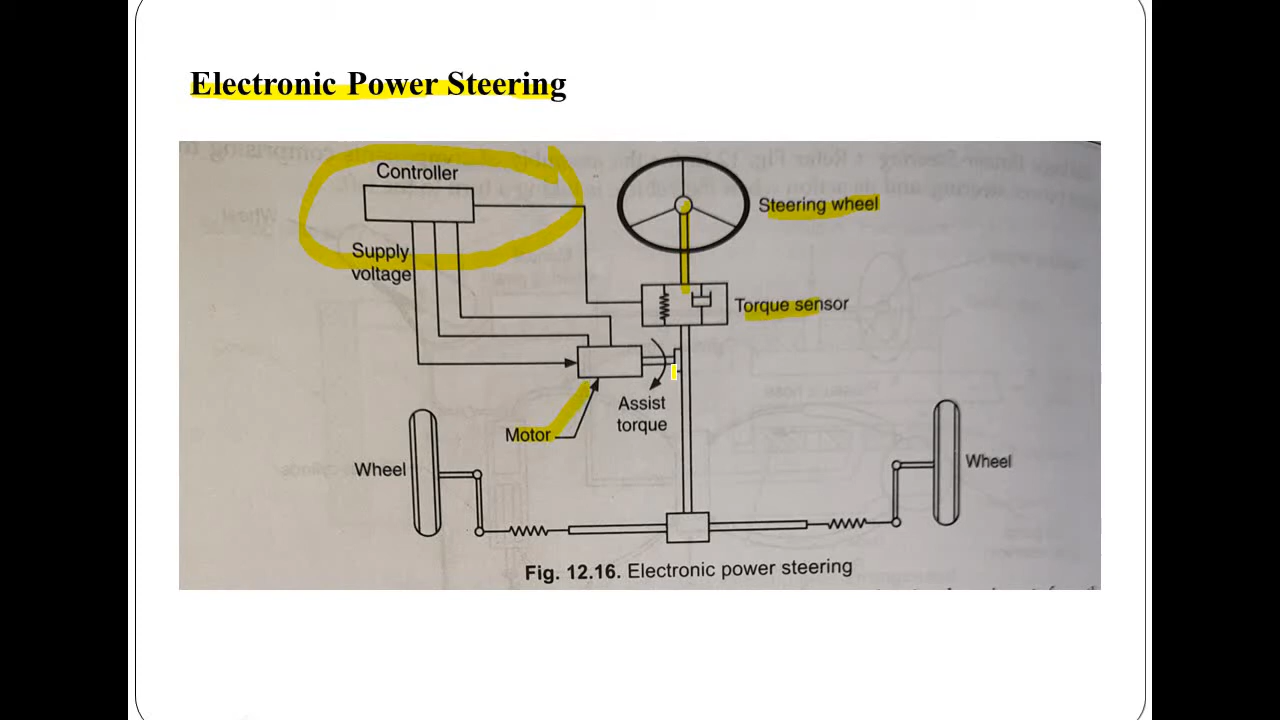 Electronic Power Steering
Controller
Steering wheel
Supply
voltage
Torque sensor
Assist
torque
Motor
Wheel
Wheel
Fig. 12.16. Electronic power steering